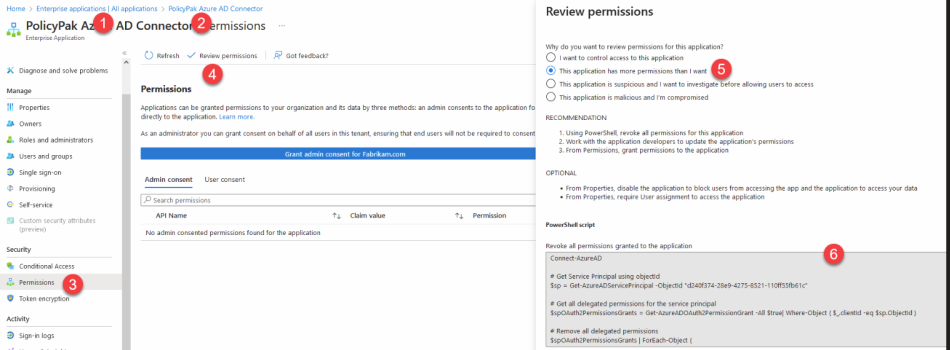 Home > Enterprise applications | All applications > PolicyPak Azure AD Connector
1
2
PolicyPak Azure AD Connector Permissions ...
Enterprise Application
«
Diagnose and solve problems
Manage
Properties
Owners
Roles and administrators
Users and groups
Single sign-on
Provisioning
Self-service
Custom security attributes
(preview)
Security
Conditional Access
Permissions
3
Token encryption
Activity
Sign-in logs
Refresh
Review permissions
Got feedback?
4
Permissions
Applications can be granted permissions to your organization and its data by three methods: an admin consents to the application fo
directly to the application. Learn more.
As an administrator you can grant consent on behalf of all users in this tenant, ensuring that end users will not be required to consent
Grant admin consent for Fabrikam.com
Admin consent User consent
Search permissions
API Name ↑↓ Claim value ↑↓ Permission
No admin consented permissions found for the application
Review permissions
Why do you want to review permissions for this application?
I want to control access to this application
This application has more permissions than I want
5
This application is suspicious and I want to investigate before allowing users to access
This application is malicious and I'm compromised
RECOMMENDATION
1. Using PowerShell, revoke all permissions for this application
2. Work with the application developers to update the application's permissions
3. From Permissions, grant permissions to the application
OPTIONAL
• From Properties, disable the application to block users from accessing the app and the application to access your data
• From Properties, require User assignment to access the application
PowerShell script
Revoke all permissions granted to the application
6
Connect-AzureAD
# Get Service Principal using objectId
$sp = Get-AzureADServicePrincipal -ObjectId "d240f374-28e9-4275-8521-110ff55fb61c"
# Get all delegated permissions for the service principal
$spOAuth2PermissionsGrants = Get-AzureADOAuth2PermissionGrant -All $true| Where-Object { $_.clientId -eq $sp.ObjectId }
# Remove all delegated permissions
$spOAuth2PermissionsGrants | ForEach-Object {